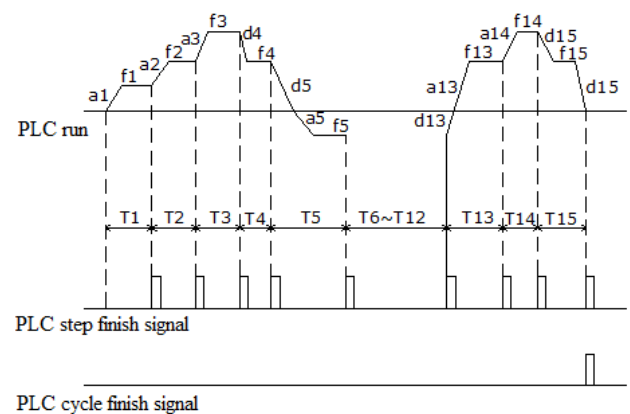 f3
f14
a3
d4
a14
d15
a2
f2
f4
f13
f15
f1
a1
d5
a13
d15
PLC run
a5
f5
d13
T1 T2 T3 T4 T5 T6~T12 T13 T14 T15
PLC step finish signal
PLC cycle finish signal